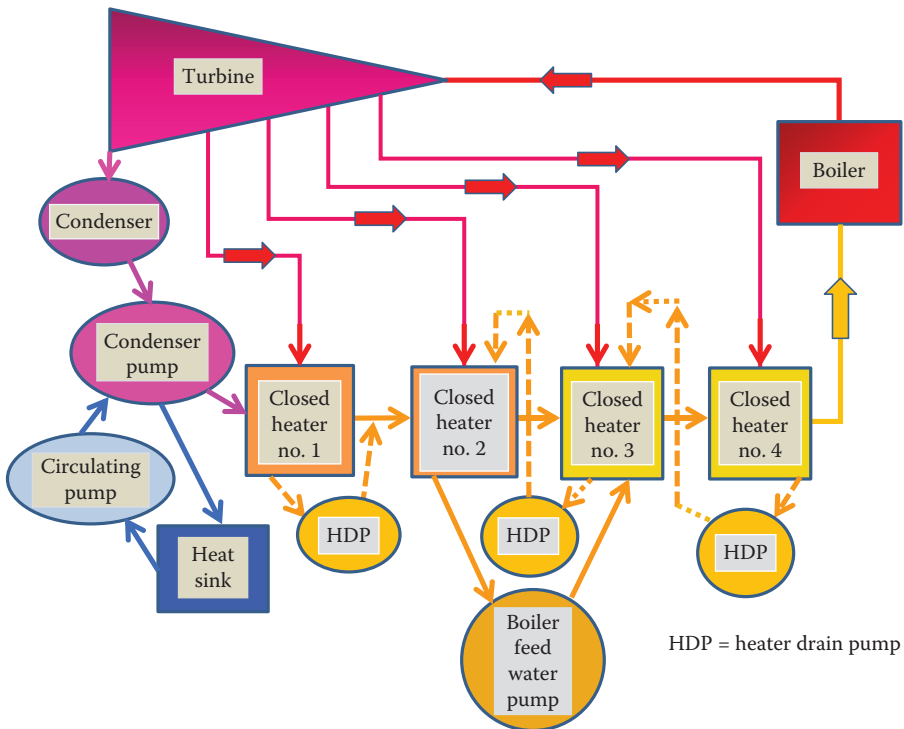 Turbine
Boiler
Condenser
Condenser
pump
Closed
heater
no. 1
Closed
heater
no. 2
Closed
heater
no. 3
Closed
heater
no. 4
Circulating
pump
HDP
HDP
HDP
Heat
sink
Boiler
feed
water
pump
HDP = heater drain pump